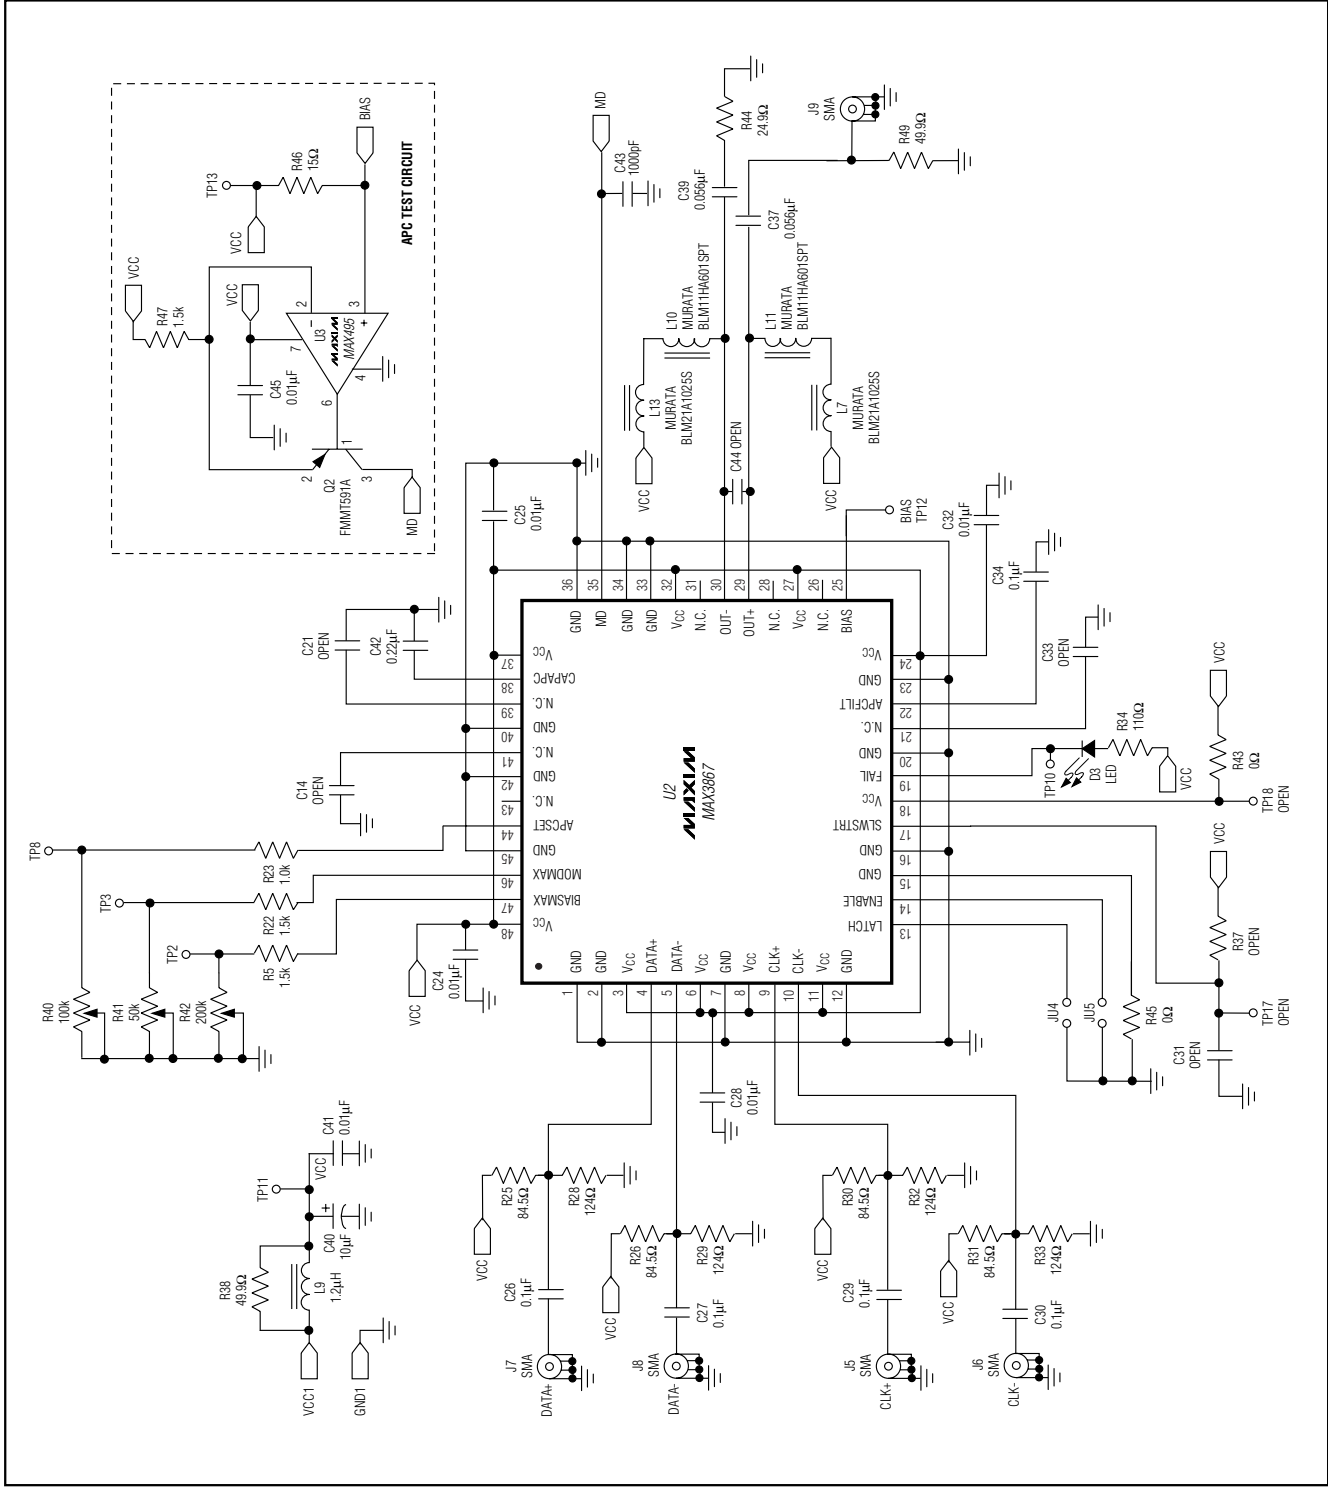 APC TEST CIRCUIT
TP13
VCC
R46
15Ω
BIAS
VCC
R47
1.5k
VCC
C45
0.01µF
2
3
7
4
6
−
+
U3
MAXIM
MAX495
1
2
3
Q2
FMMT591A
MD
MD
C43
1000pF
R44
24.9Ω
J9
SMA
R49
49.9Ω
C39
0.056µF
C37
0.056µF
L10
MURATA
BLM11HA601SPT
L11
MURATA
BLM11HA601SPT
L13
MURATA
BLM21A1025S
L7
MURATA
BLM21A1025S
VCC
VCC
C44 OPEN
BIAS
TP12
C25
0.01µF
C32
0.01µF
C34
0.1µF
C33
OPEN
C21
OPEN
C42
0.22µF
C14
OPEN
36
35
34
33
32
31
30
29
28
27
26
25
GND
MD
GND
GND
VCC
N.C.
OUT-
OUT+
N.C.
VCC
N.C.
BIAS
37
38
39
40
41
42
43
44
45
46
47
48
VCC
CAPAPC
N.C.
GND
N.C.
GND
N.C.
APCSET
GND
MODMAX
BIASMAX
VCC
U2
MAXIM
MAX3867
VCC
GND
APCFILT
N.C.
GND
FAIL
VCC
SLWSTRT
GND
GND
ENABLE
LATCH
24
23
22
21
20
19
18
17
16
15
14
13
GND
GND
VCC
DATA+
DATA-
VCC
GND
VCC
CLK+
CLK-
VCC
GND
1
2
3
4
5
6
7
8
9
10
11
12
TP8
TP3
TP2
R23
1.0k
R22
1.5k
R5
1.5k
R40
100k
R41
50k
R42
200k
VCC
C24
0.01µF
TP10
D3
LED
R34
110Ω
VCC
VCC
R43
0Ω
TP18
OPEN
VCC
R37
OPEN
TP17
OPEN
C31
OPEN
JU4
JU5
R45
0Ω
C28
0.01µF
TP11
VCC
C41
0.01µF
+
C40
10µF
R38
49.9Ω
L9
1.2µH
VCC1
GND1
VCC
R25
84.5Ω
R28
124Ω
C26
0.1µF
J7
SMA
DATA+
VCC
R26
84.5Ω
R29
124Ω
C27
0.1µF
J8
SMA
DATA-
VCC
R30
84.5Ω
R32
124Ω
C29
0.1µF
J5
SMA
CLK+
VCC
R31
84.5Ω
R33
124Ω
C30
0.1µF
J6
SMA
CLK-